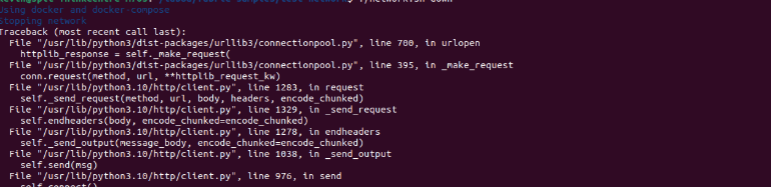 Using docker and docker-compose
Stopping network
Traceback (most recent call last):
File "/usr/lib/python3/dist-packages/urllib3/connectionpool.py", line 700, in urlopen
httplib_response = self._make_request(
File "/usr/lib/python3/dist-packages/urllib3/connectionpool.py", line 395, in _make_request
conn.request(method, url, **httplib_request_kw)
File "/usr/lib/python3.10/http/client.py", line 1283, in request
self._send_request(method, url, body, headers, encode_chunked)
File "/usr/lib/python3.10/http/client.py", line 1329, in _send_request
self.endheaders(body, encode_chunked=encode_chunked)
File "/usr/lib/python3.10/http/client.py", line 1278, in endheaders
self._send_output(message_body, encode_chunked=encode_chunked)
File "/usr/lib/python3.10/http/client.py", line 1038, in _send_output
self.send(msg)
File "/usr/lib/python3.10/http/client.py", line 976, in send
self.connect()